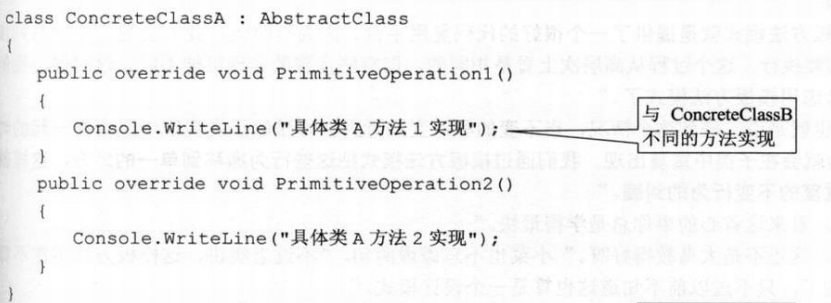 class ConcreteClassA : AbstractClass
{
public override void PrimitiveOperation1()
{
Console.WriteLine("具体类 A 方法 1 实现");
与 ConcreteClassB
不同的方法实现
}
public override void PrimitiveOperation2()
{
Console.WriteLine("具体类 A 方法 2 实现");
}
}